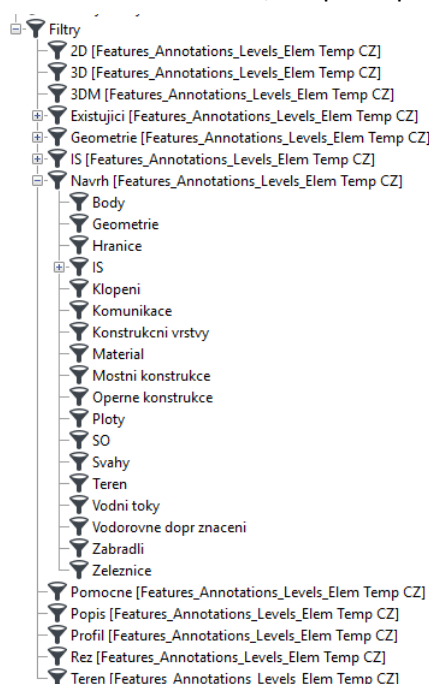 Filtry
2D [Features_Annotations_Levels_Elem Temp CZ]
3D [Features_Annotations_Levels_Elem Temp CZ]
3DM [Features_Annotations_Levels_Elem Temp CZ]
Existujici [Features_Annotations_Levels_Elem Temp CZ]
Geometrie [Features_Annotations_Levels_Elem Temp CZ]
IS [Features_Annotations_Levels_Elem Temp CZ]
Navrh [Features_Annotations_Levels_Elem Temp CZ]
Body
Geometrie
Hranice
IS
Klopeni
Komunikace
Konstrukcni vrstvy
Material
Mostni konstrukce
Operne konstrukce
Ploty
SO
Svahy
Teren
Vodni toky
Vodorovne dopr znaceni
Zabradli
Zeleznice
Pomocne [Features_Annotations_Levels_Elem Temp CZ]
Popis [Features_Annotations_Levels_Elem Temp CZ]
Profil [Features_Annotations_Levels_Elem Temp CZ]
Rez [Features_Annotations_Levels_Elem Temp CZ]
Teren [Features_Annotations_Levels_Elem Temp CZ]